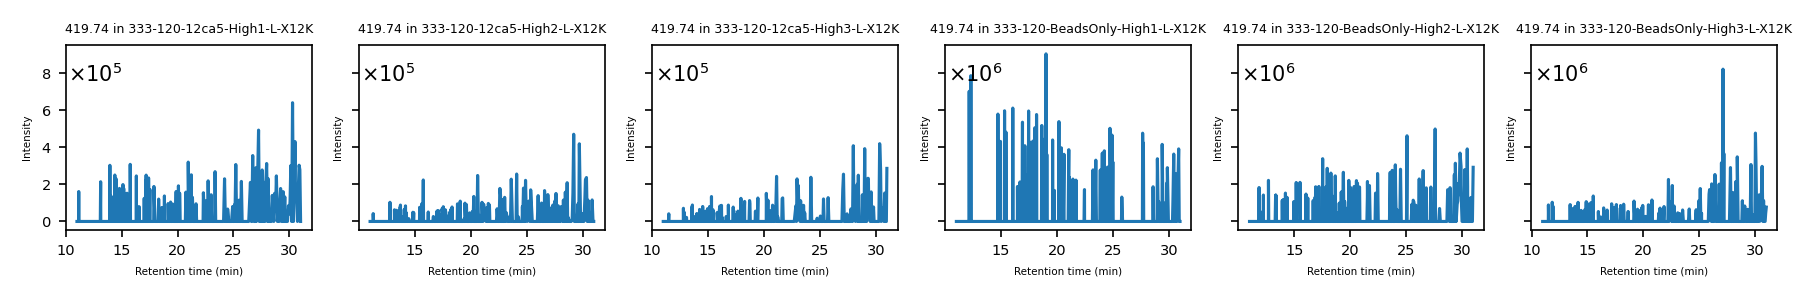 419.74 in 333-120-12ca5-High1-L-X12K
419.74 in 333-120-12ca5-High2-L-X12K
419.74 in 333-120-12ca5-High3-L-X12K
419.74 in 333-120-BeadsOnly-High1-L-X12K
419.74 in 333-120-BeadsOnly-High2-L-X12K
419.74 in 333-120-BeadsOnly-High3-L-X12K
×10⁵
×10⁵
×10⁵
×10⁶
×10⁶
×10⁶
8
6
4
2
0
Intensity
Intensity
Intensity
Intensity
Intensity
Intensity
10 15 20 25 30
15 20 25 30
10 15 20 25 30
15 20 25 30
15 20 25 30
10 15 20 25 30
Retention time (min)
Retention time (min)
Retention time (min)
Retention time (min)
Retention time (min)
Retention time (min)